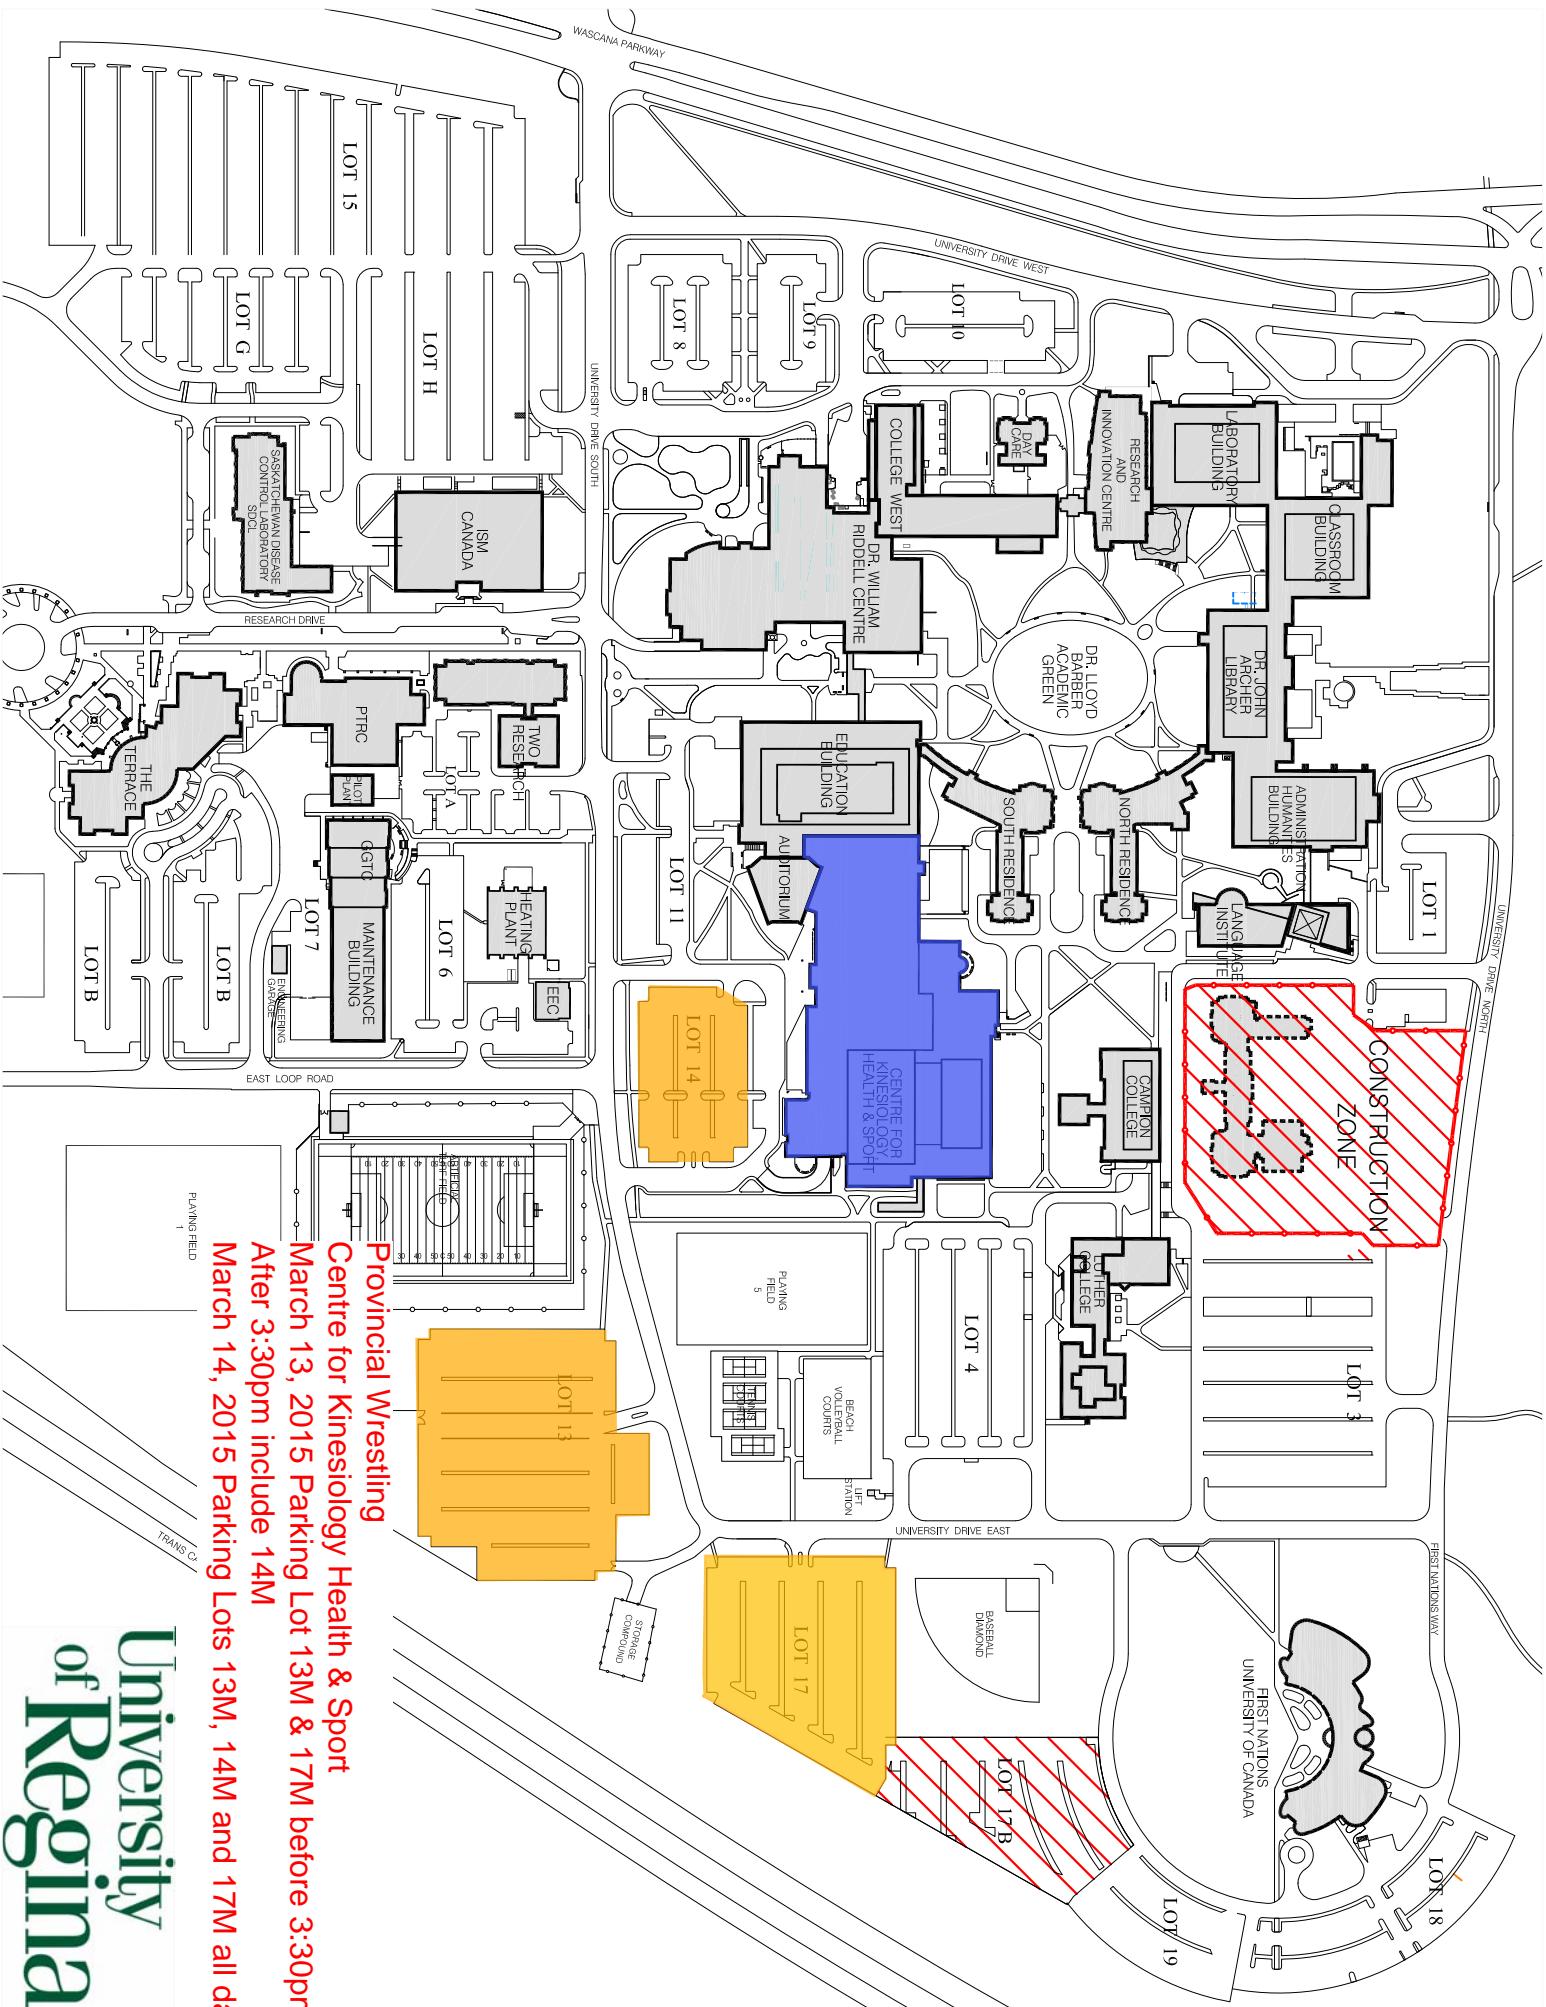 WASCANA PARKWAY
UNIVERSITY DRIVE WEST
LOT 15
LOT G
LOT H
LOT 8
LOT 9
LOT 10
UNIVERSITY DRIVE SOUTH
SASKATCHEWAN DISEASE
CONTROL LABORATORY
SDCL
ISM
CANADA
COLLEGE WEST
DAY
CARE
RESEARCH
AND
INNOVATION CENTRE
LABORATORY
BUILDING
CLASSROOM
BUILDING
DR. WILLIAM
RIDDELL CENTRE
RESEARCH DRIVE
DR. LLOYD
BARBER
ACADEMIC
GREEN
DR. JOHN
ARCHER
LIBRARY
THE
TERRACE
PTRC
PILOT
PLANT
TWO
RESEARCH
LOT A
EDUCATION
BUILDING
AUDITORIUM
SOUTH RESIDENCE
NORTH RESIDENCE
ADMINISTRATION
HUMANITIES
BUILDING
LOT 1
UNIVERSITY DRIVE NORTH
LANGUAGE
INSTITUTE
GGTC
MAINTENANCE
BUILDING
LOT 7
LOT 6
HEATING
PLANT
EEC
ENGINEERING
GARAGE
LOT B
LOT B
LOT 11
LOT 14
CENTRE FOR
KINESIOLOGY
HEALTH & SPORT
CAMPION
COLLEGE
CONSTRUCTION
ZONE
EAST LOOP ROAD
PLAYING FIELD
1
ARTIFICIAL
TURF FIELD
PLAYING
FIELD
5
LOT 4
LUTHER
COLLEGE
LOT 3
TENNIS
COURTS
BEACH
VOLLEYBALL
COURTS
LIFT
STATION
LOT 13
UNIVERSITY DRIVE EAST
FIRST NATIONS WAY
STORAGE
COMPOUND
LOT 17
BASEBALL
DIAMOND
LOT 17 B
FIRST NATIONS
UNIVERSITY OF CANADA
LOT 18
LOT 19
TRANS
Provincial Wrestling
Centre for Kinesiology Health & Sport
March 13, 2015 Parking Lot 13M & 17M before 3:30pm
After 3:30pm include 14M
March 14, 2015 Parking Lots 13M, 14M and 17M all da
University
of Regina